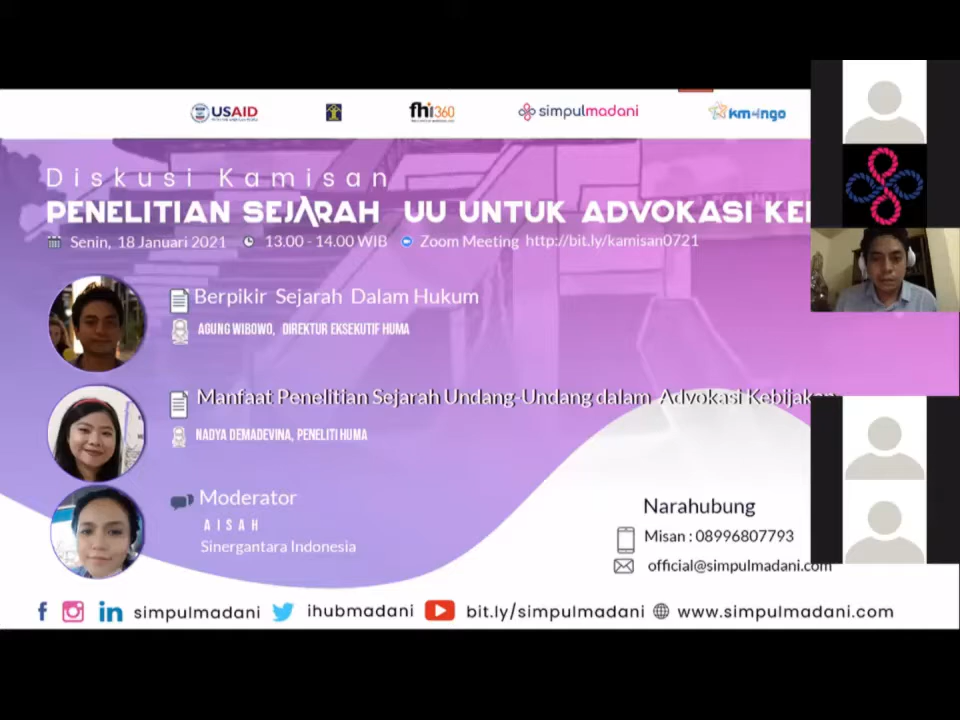 USAID
fhi360
simpulmadani
km4ngo
Diskusi Kamisan
PENELITIAN SEJARAH UU UNTUK ADVOKASI KE
Senin, 18 Januari 2021 13.00 - 14.00 WIB Zoom Meeting http://bit.ly/kamisan0721
Berpikir Sejarah Dalam Hukum
AGUNG WIBOWO, DIREKTUR EKSEKUTIF HUMA
Manfaat Penelitian Sejarah Undang-Undang dalam Advokasi Kebijakan
NADYA DEMADEVINA, PENELITI HUMA
Moderator
AISAH
Sinergantara Indonesia
Narahubung
Misan : 08996807793
official@simpulmadani.com
simpulmadani ihubmadani bit.ly/simpulmadani www.simpulmadani.com